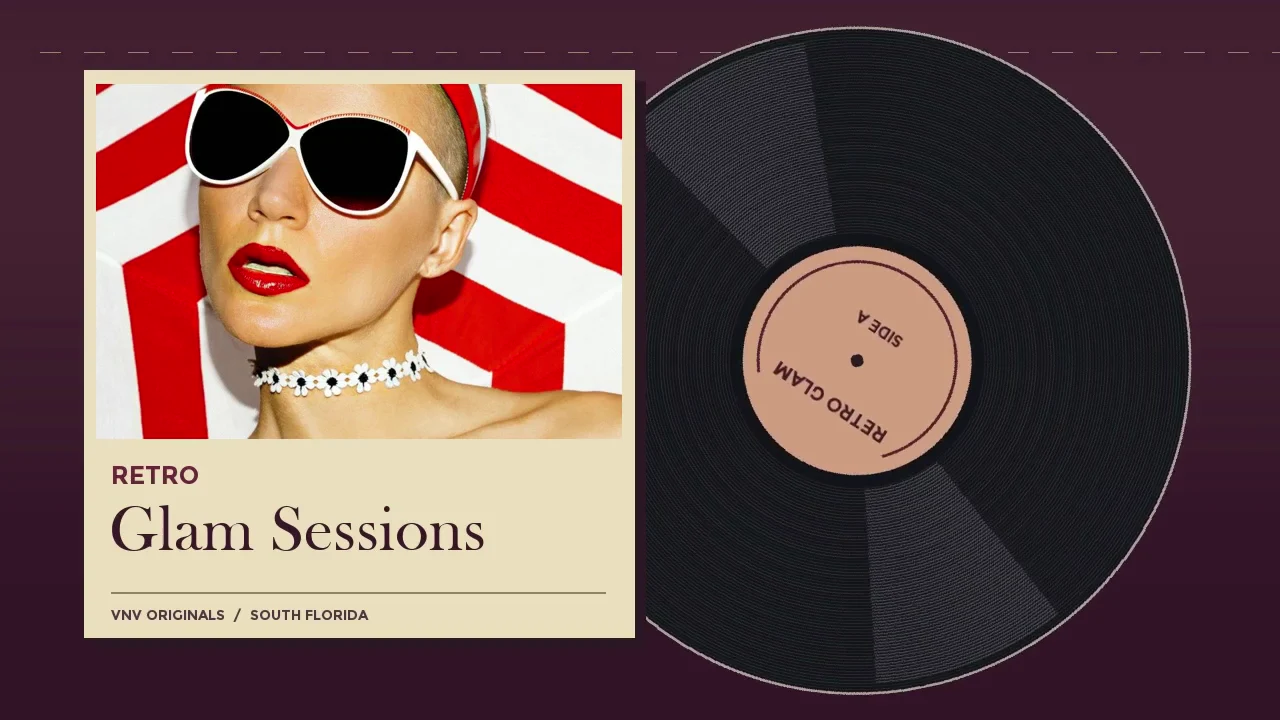 RETRO
Glam Sessions
VNV ORIGINALS / SOUTH FLORIDA
RETRO GLAM
SIDE A